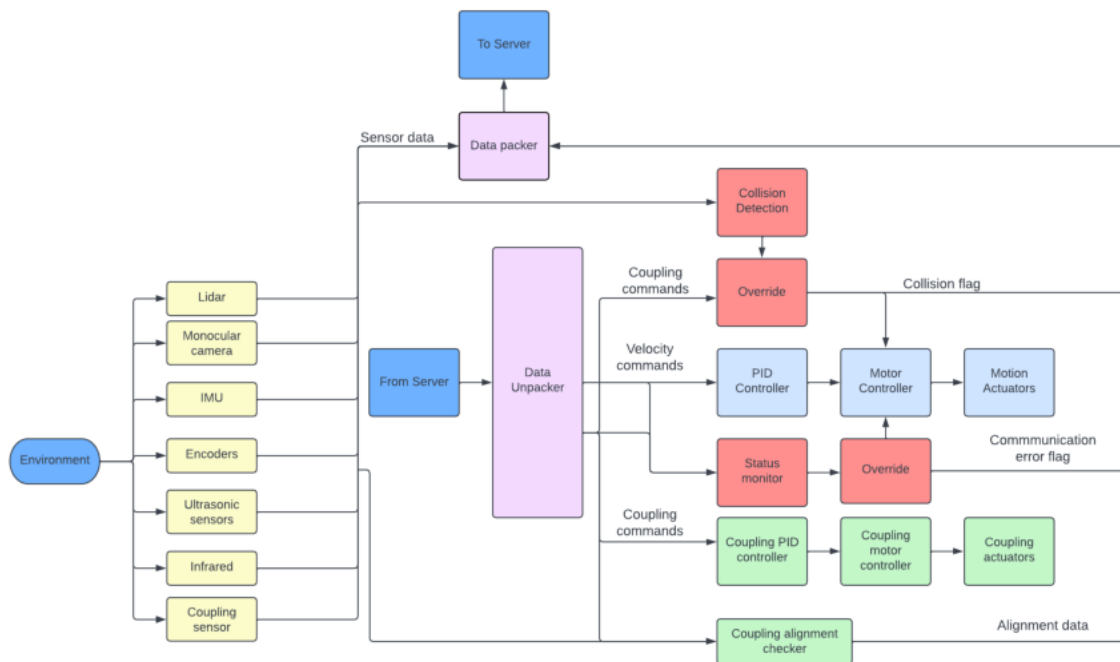 To Server
Sensor data
Data packer
Collision
Detection
Coupling
commands
Override
Collision flag
Lidar
Monocular
camera
Velocity
commands
From Server
Data
Unpacker
PID
Controller
Motor
Controller
Motion
Actuators
IMU
Environment
Encoders
Status
monitor
Override
Commmunication
error flag
Ultrasonic
sensors
Coupling
commands
Coupling PID
controller
Coupling
motor
controller
Coupling
actuators
Infrared
Coupling
sensor
Coupling alignment
checker
Alignment data